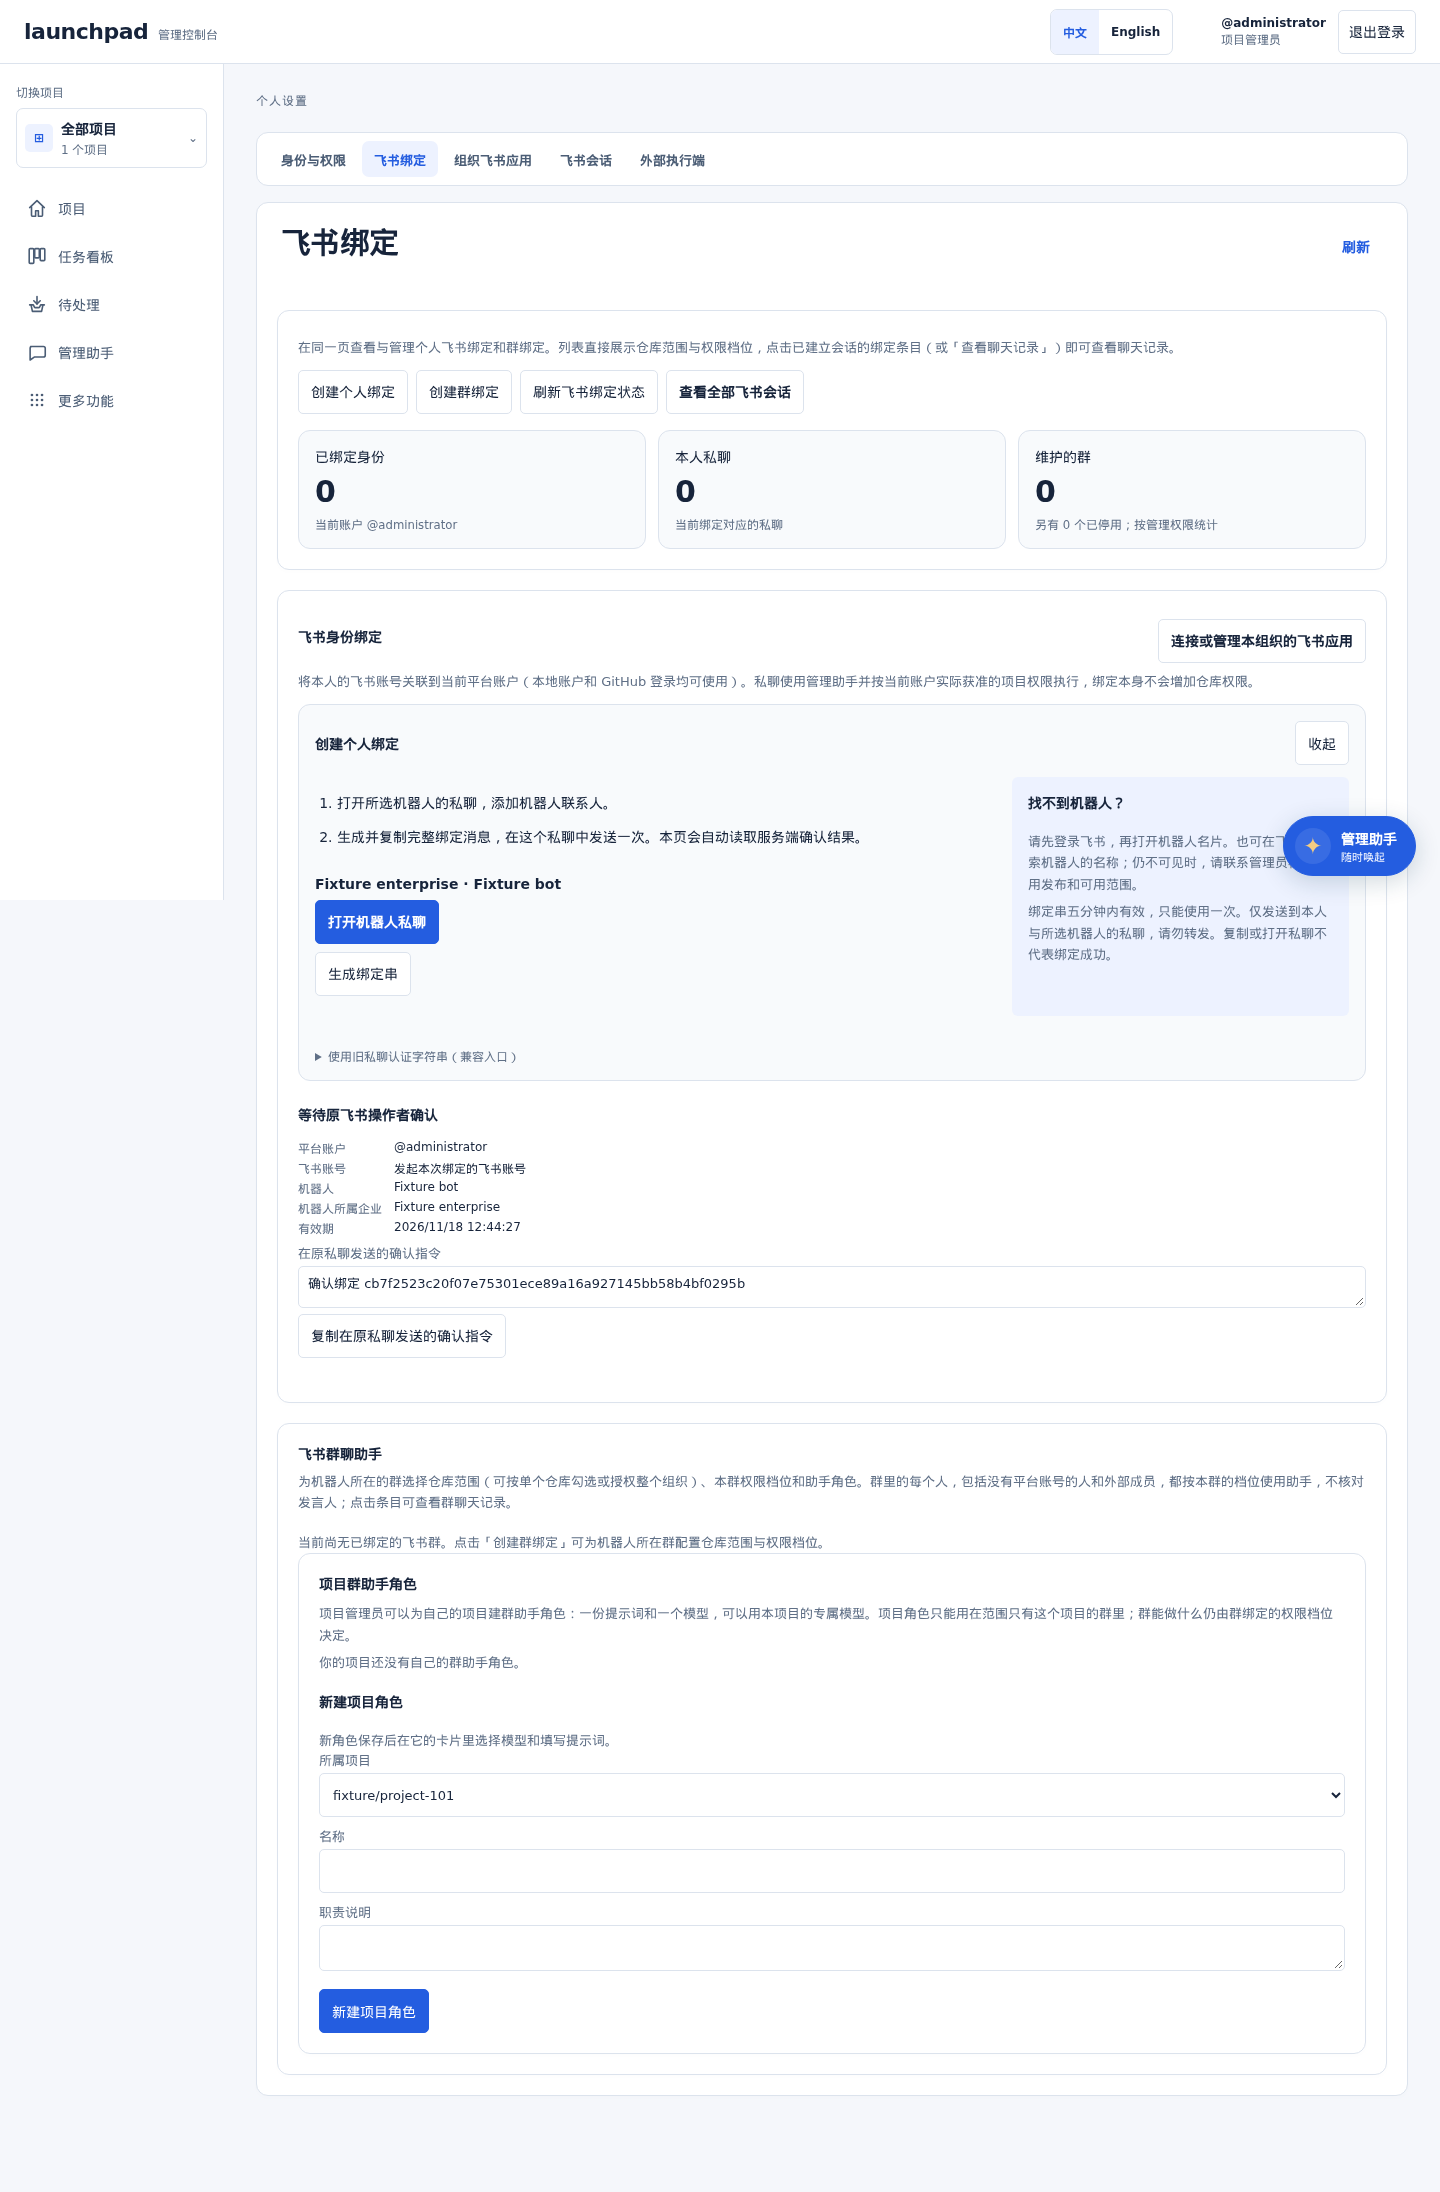 launchpad 管理控制台
中文 English
@administrator
项目管理员
退出登录
切换项目
全部项目
1 个项目
项目
任务看板
待处理
管理助手
更多功能
个人设置
身份与权限 飞书绑定 组织飞书应用 飞书会话 外部执行端
飞书绑定
刷新
在同一页查看与管理个人飞书绑定和群绑定。列表直接展示仓库范围与权限档位，点击已建立会话的绑定条目（或「查看聊天记录」）即可查看聊天记录。
创建个人绑定 创建群绑定 刷新飞书绑定状态 查看全部飞书会话
已绑定身份
0
当前账户 @administrator
本人私聊
0
当前绑定对应的私聊
维护的群
0
另有 0 个已停用；按管理权限统计
飞书身份绑定
连接或管理本组织的飞书应用
将本人的飞书账号关联到当前平台账户（本地账户和 GitHub 登录均可使用）。私聊使用管理助手并按当前账户实际获准的项目权限执行，绑定本身不会增加仓库权限。
创建个人绑定
收起
1. 打开所选机器人的私聊，添加机器人联系人。
2. 生成并复制完整绑定消息，在这个私聊中发送一次。本页会自动读取服务端确认结果。
Fixture enterprise · Fixture bot
打开机器人私聊
生成绑定串
找不到机器人？
请先登录飞书，再打开机器人名片。也可在
索机器人的名称；仍不可见时，请联系管理员
用发布和可用范围。
绑定串五分钟内有效，只能使用一次。仅发送到本人
与所选机器人的私聊，请勿转发。复制或打开私聊不
代表绑定成功。
管理助手
随时唤起
使用旧私聊认证字符串（兼容入口）
等待原飞书操作者确认
平台账户 @administrator
飞书账号 发起本次绑定的飞书账号
机器人 Fixture bot
机器人所属企业 Fixture enterprise
有效期 2026/11/18 12:44:27
在原私聊发送的确认指令
确认绑定 cb7f2523c20f07e75301ece89a16a927145bb58b4bf0295b
复制在原私聊发送的确认指令
飞书群聊助手
为机器人所在的群选择仓库范围（可按单个仓库勾选或授权整个组织）、本群权限档位和助手角色。群里的每个人，包括没有平台账号的人和外部成员，都按本群的档位使用助手，不核对
发言人；点击条目可查看群聊天记录。
当前尚无已绑定的飞书群。点击「创建群绑定」可为机器人所在群配置仓库范围与权限档位。
项目群助手角色
项目管理员可以为自己的项目建群助手角色：一份提示词和一个模型，可以用本项目的专属模型。项目角色只能用在范围只有这个项目的群里；群能做什么仍由群绑定的权限档位
决定。
你的项目还没有自己的群助手角色。
新建项目角色
新角色保存后在它的卡片里选择模型和填写提示词。
所属项目
fixture/project-101
名称
职责说明
新建项目角色